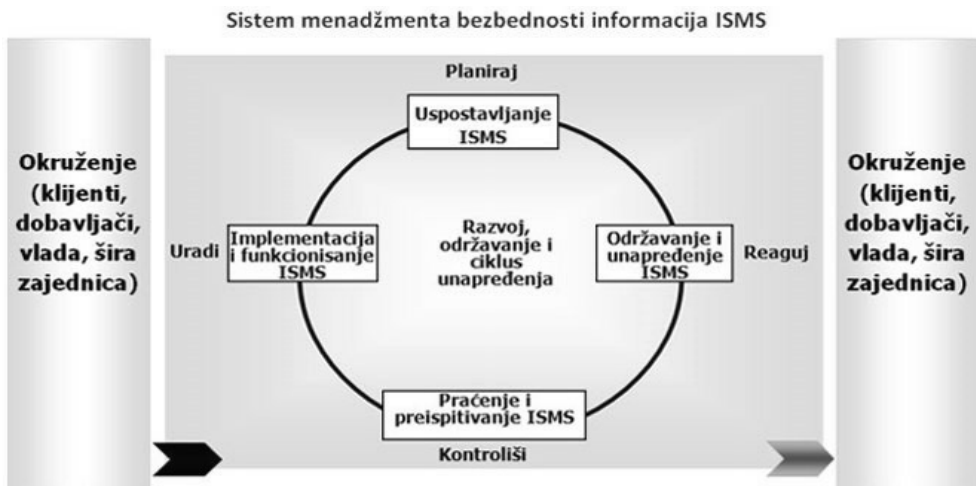 Sistem menadžmenta bezbednosti informacija ISMS
Okruženje
(klijenti,
dobavljači,
vlada, šira
zajednica)
Planiraj
Uspostavljanje
ISMS
Uradi
Implementacija
i funkcionisanje
ISMS
Razvoj,
održavanje i
ciklus
unapređenja
Održavanje i
unapređenje
ISMS
Reaguj
Praćenje i
preispitivanje ISMS
Kontroliši
Okruženje
(klijenti,
dobavljači,
vlada, šira
zajednica)